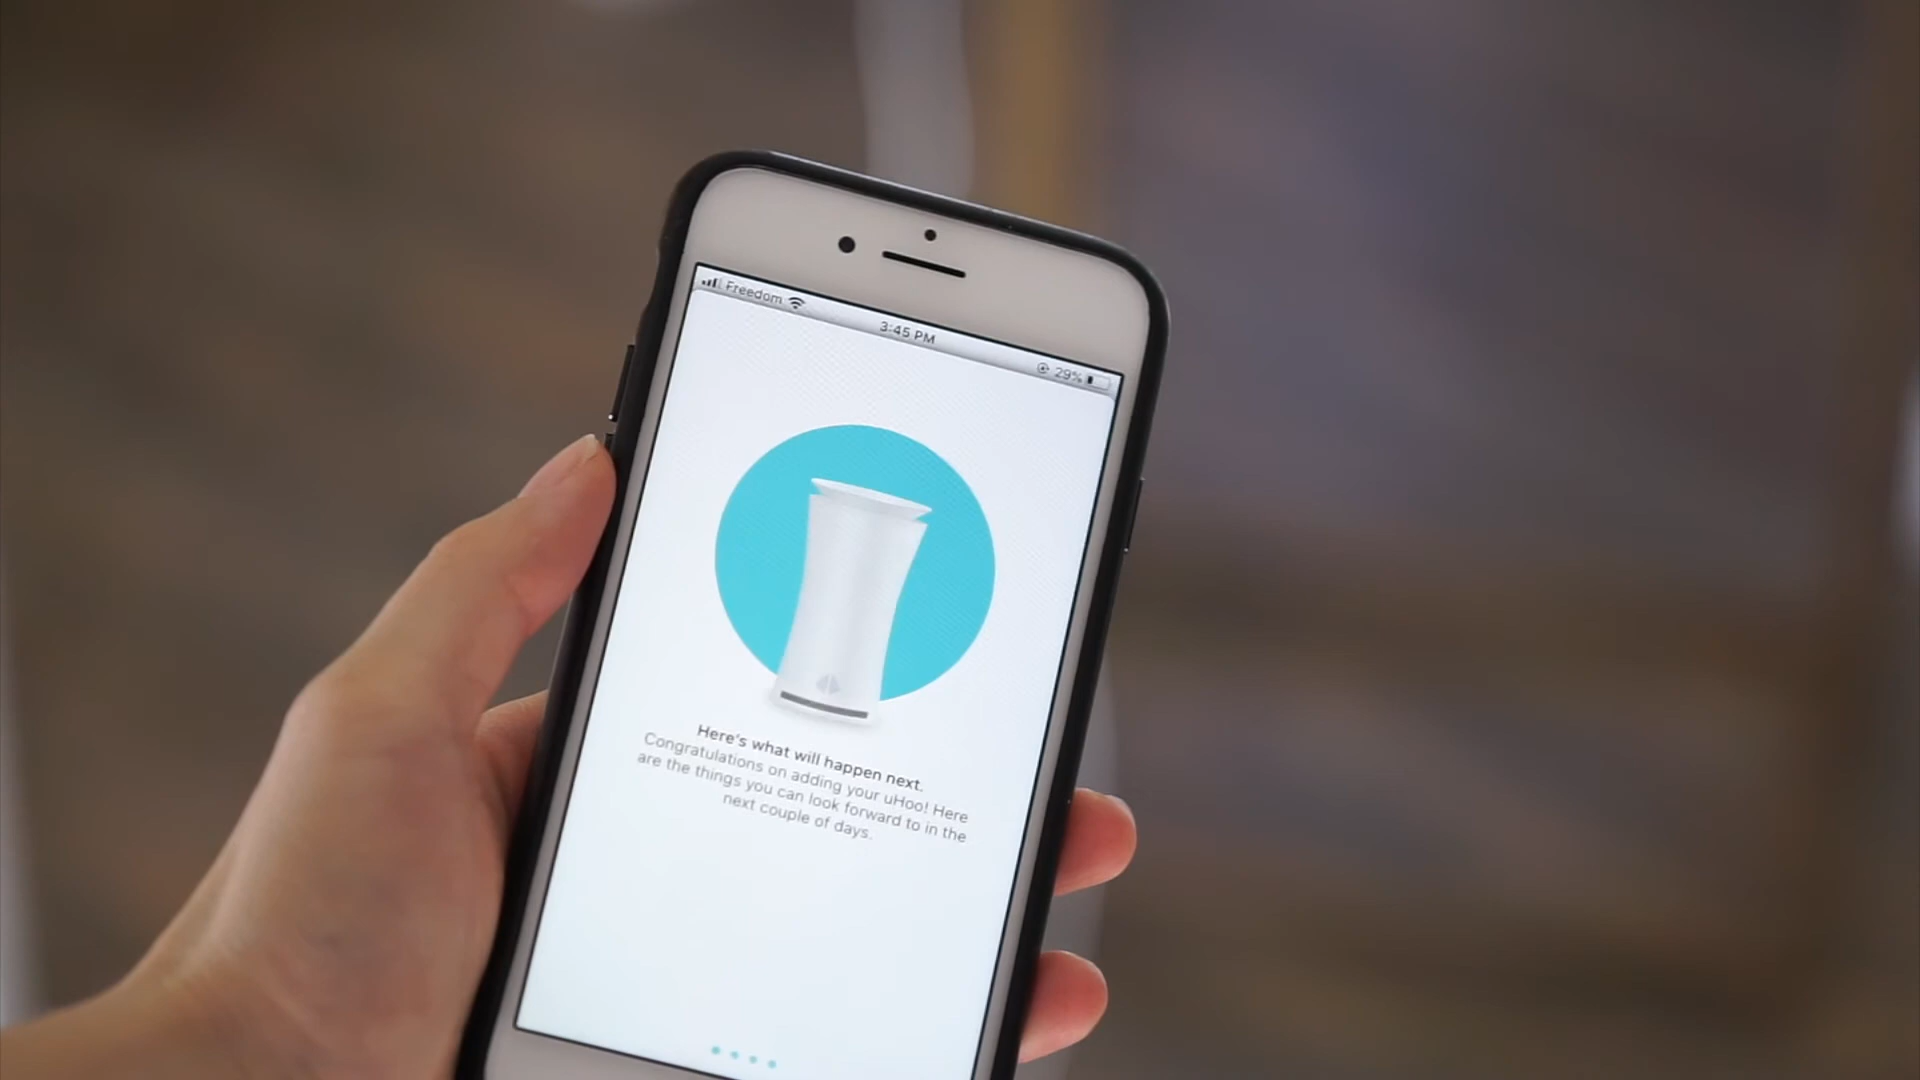 Freedom
3:45 PM
29%
Here's what will happen next.
Congratulations on adding your uHoo! Here
are the things you can look forward to in the
next couple of days.